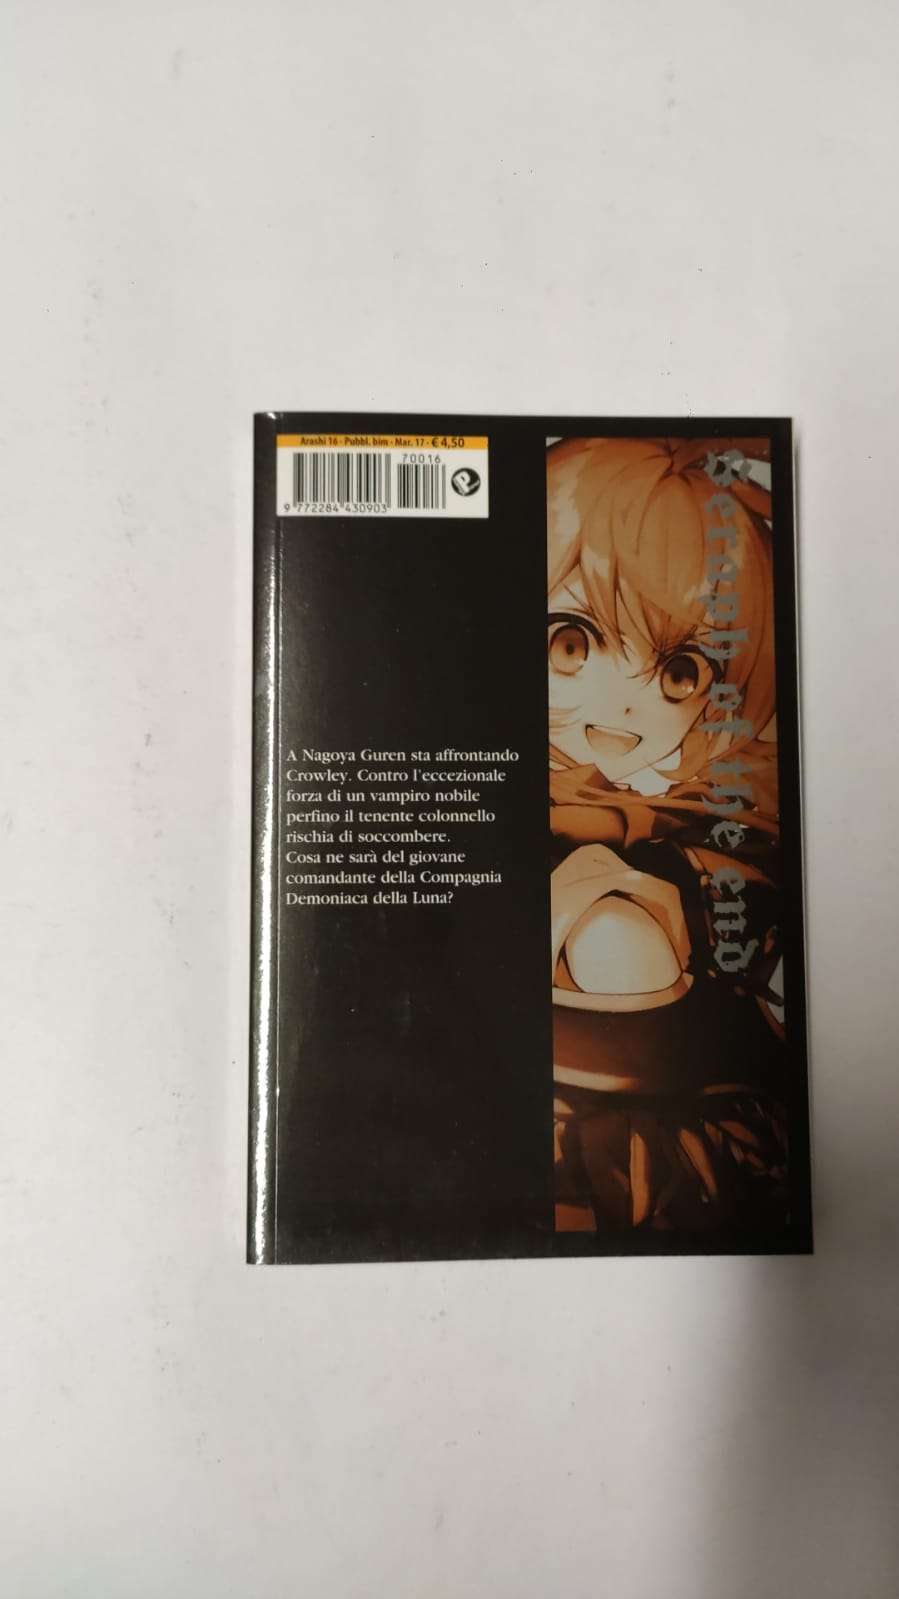 Arashi 16 - Pubbl. bim - Mar. 17 - € 4,50
70016
9 772284 430903
P
Seraph of the end
A Nagoya Guren sta affrontando
Crowley. Contro l'eccezionale
forza di un vampiro nobile
perfino il tenente colonnello
rischia di soccombere.
Cosa ne sarà del giovane
comandante della Compagnia
Demoniaca della Luna?